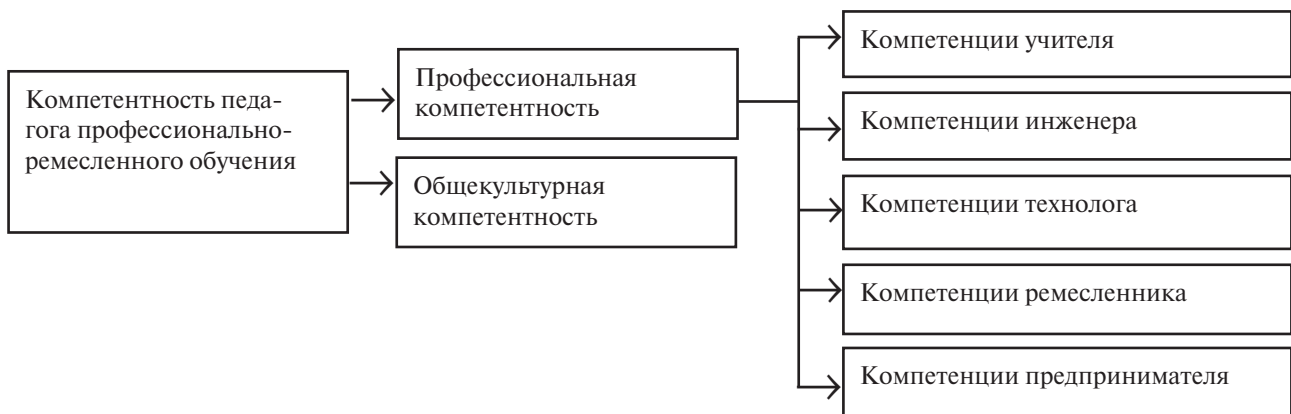 Компетентность педа-
гога профессионально-
ремесленного обучения
Профессиональная
компетентность
Общекультурная
компетентность
Компетенции учителя
Компетенции инженера
Компетенции технолога
Компетенции ремесленника
Компетенции предпринимателя